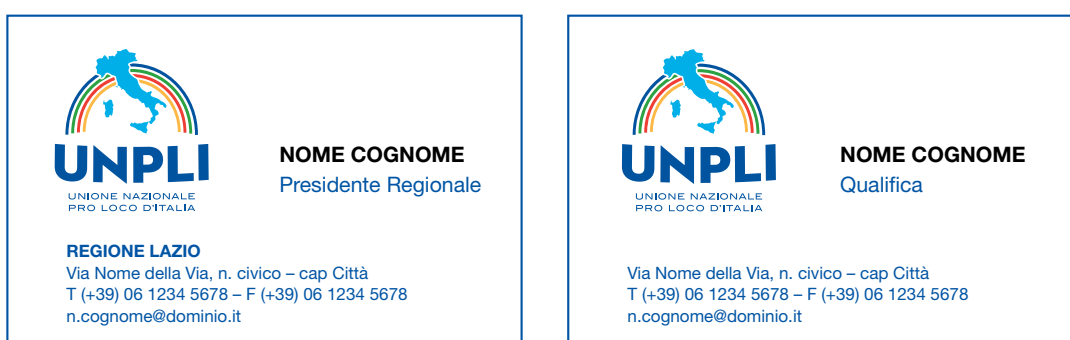 UNPLI
UNIONE NAZIONALE
PRO LOCO D'ITALIA
NOME COGNOME
Presidente Regionale
REGIONE LAZIO
Via Nome della Via, n. civico – cap Città
T (+39) 06 1234 5678 – F (+39) 06 1234 5678
n.cognome@dominio.it
UNPLI
UNIONE NAZIONALE
PRO LOCO D'ITALIA
NOME COGNOME
Qualifica
Via Nome della Via, n. civico – cap Città
T (+39) 06 1234 5678 – F (+39) 06 1234 5678
n.cognome@dominio.it